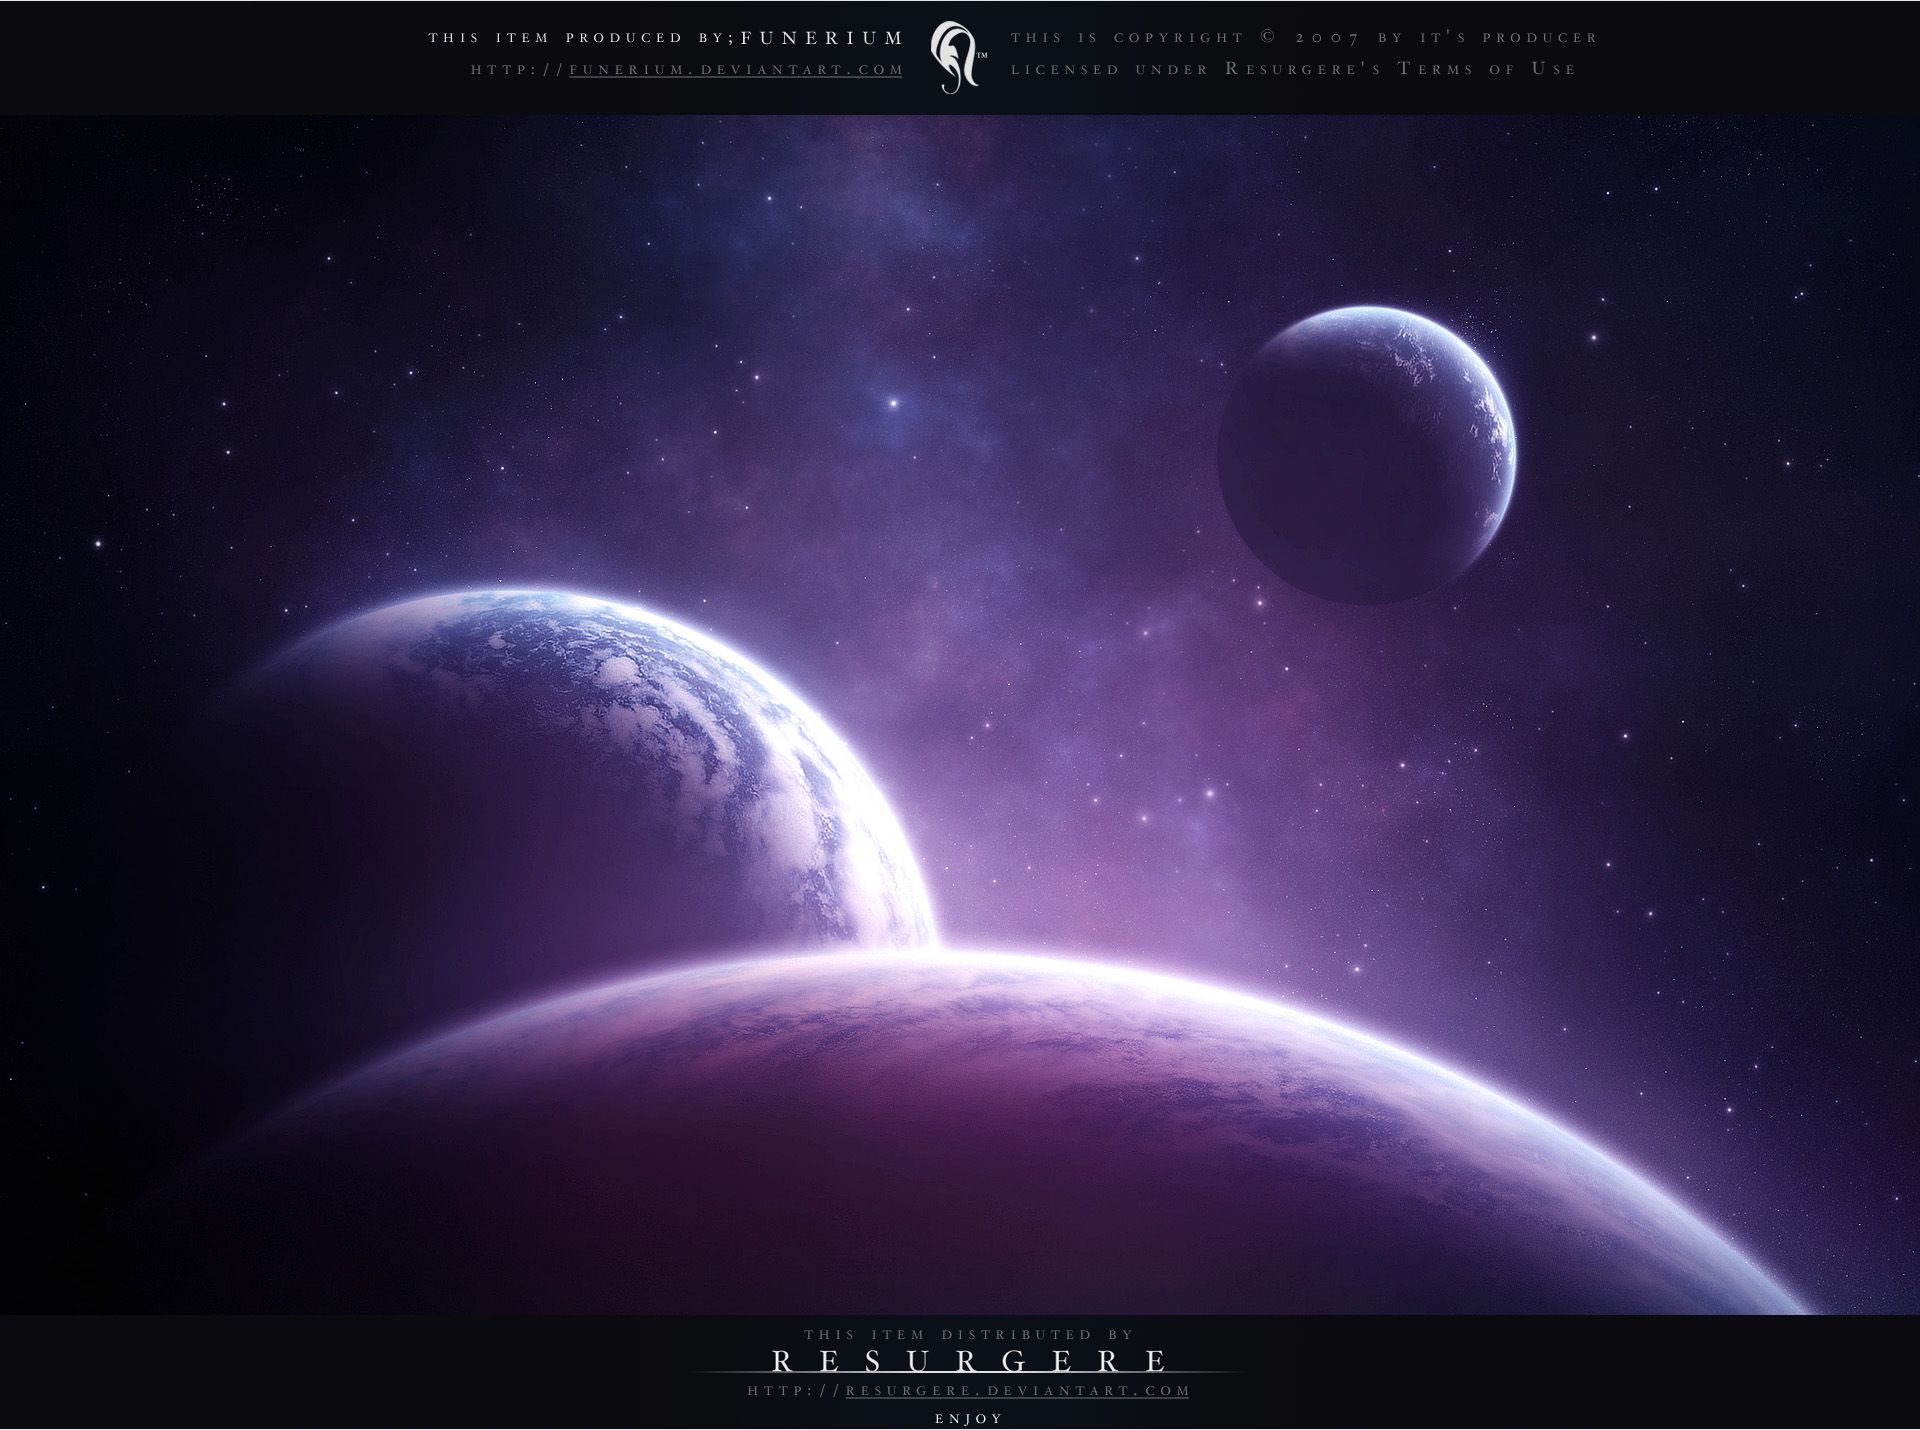 THIS ITEM PRODUCED BY;FUNERIUM
HTTP://FUNERIUM.DEVIANTART.COM
™
THIS IS COPYRIGHT © 2007 BY IT'S PRODUCER
LICENSED UNDER RESURGERE'S TERMS OF USE
THIS ITEM DISTRIBUTED BY
RESURGERE
HTTP://RESURGERE.DEVIANTART.COM
ENJOY